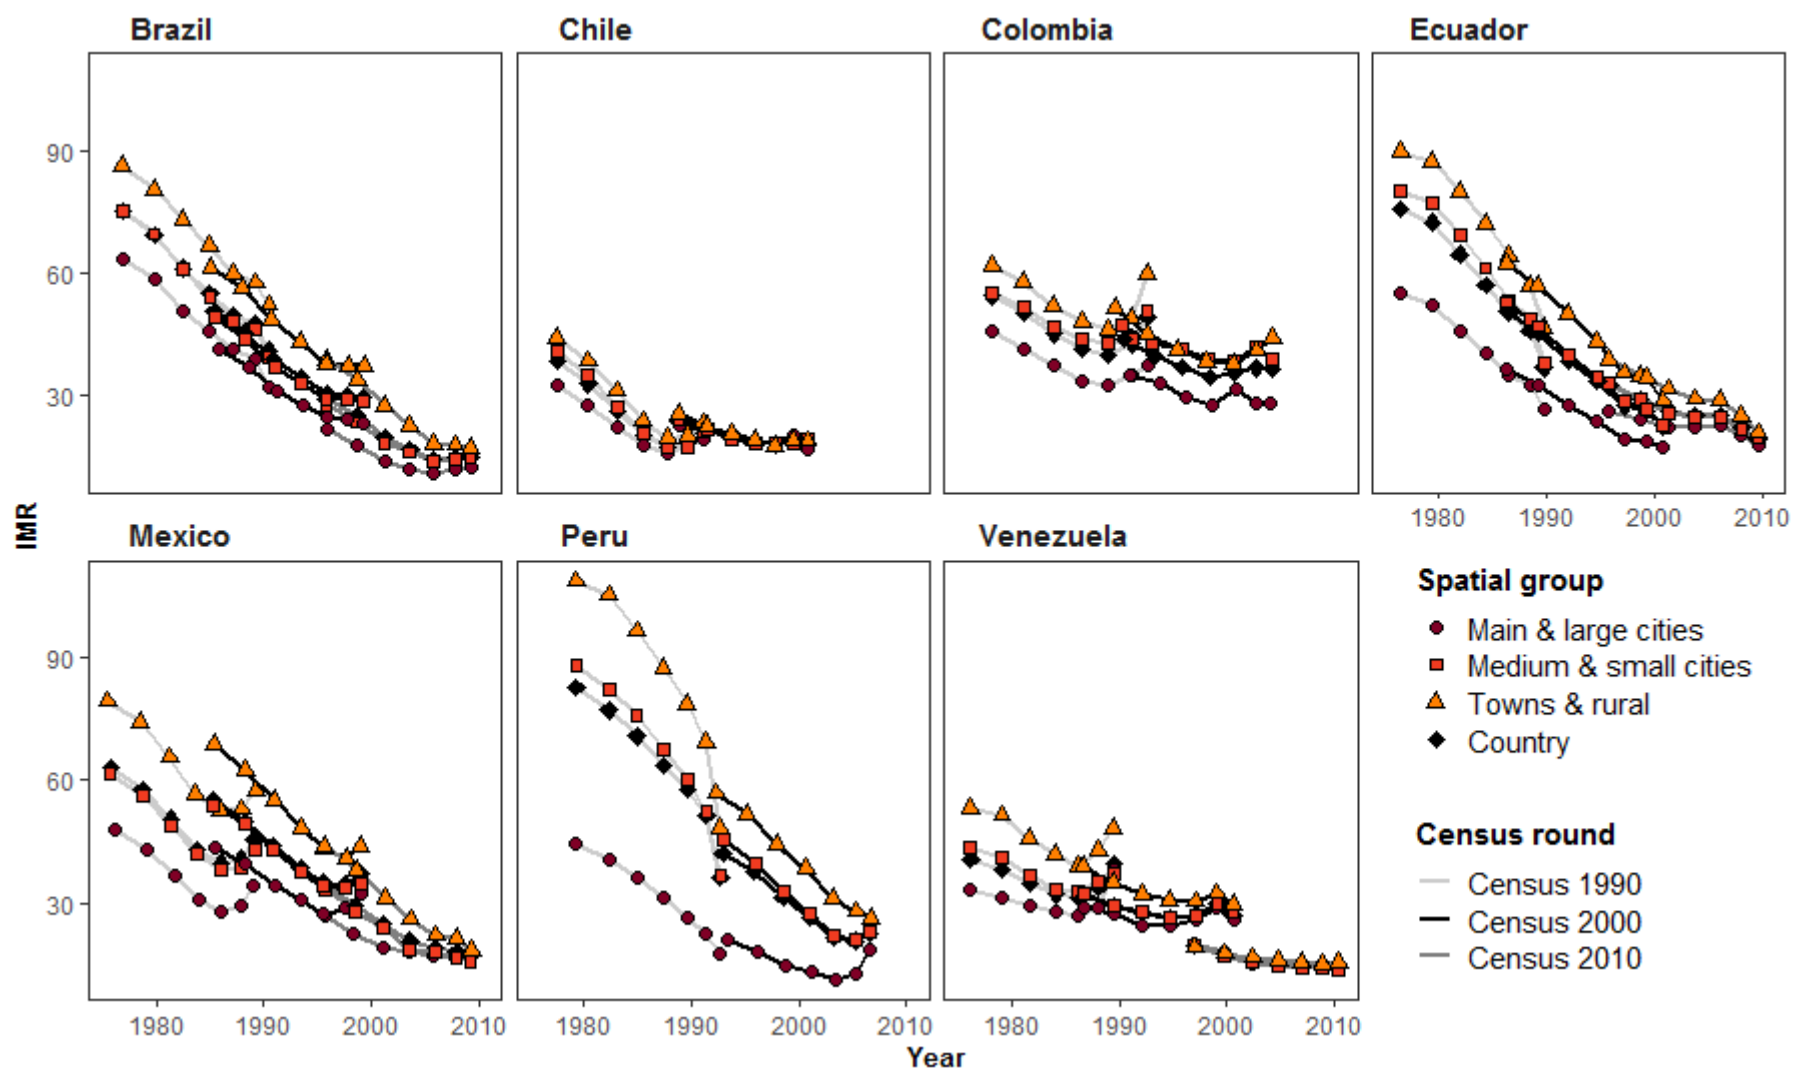 Brazil Chile Colombia Ecuador
90
60
30
1980 1990 2000 2010
IMR
Mexico Peru Venezuela
90
60
30
1980 1990 2000 2010 1980 1990 2000 2010 1980 1990 2000 2010
Year
Spatial group
Main & large cities
Medium & small cities
Towns & rural
Country
Census round
Census 1990
Census 2000
Census 2010